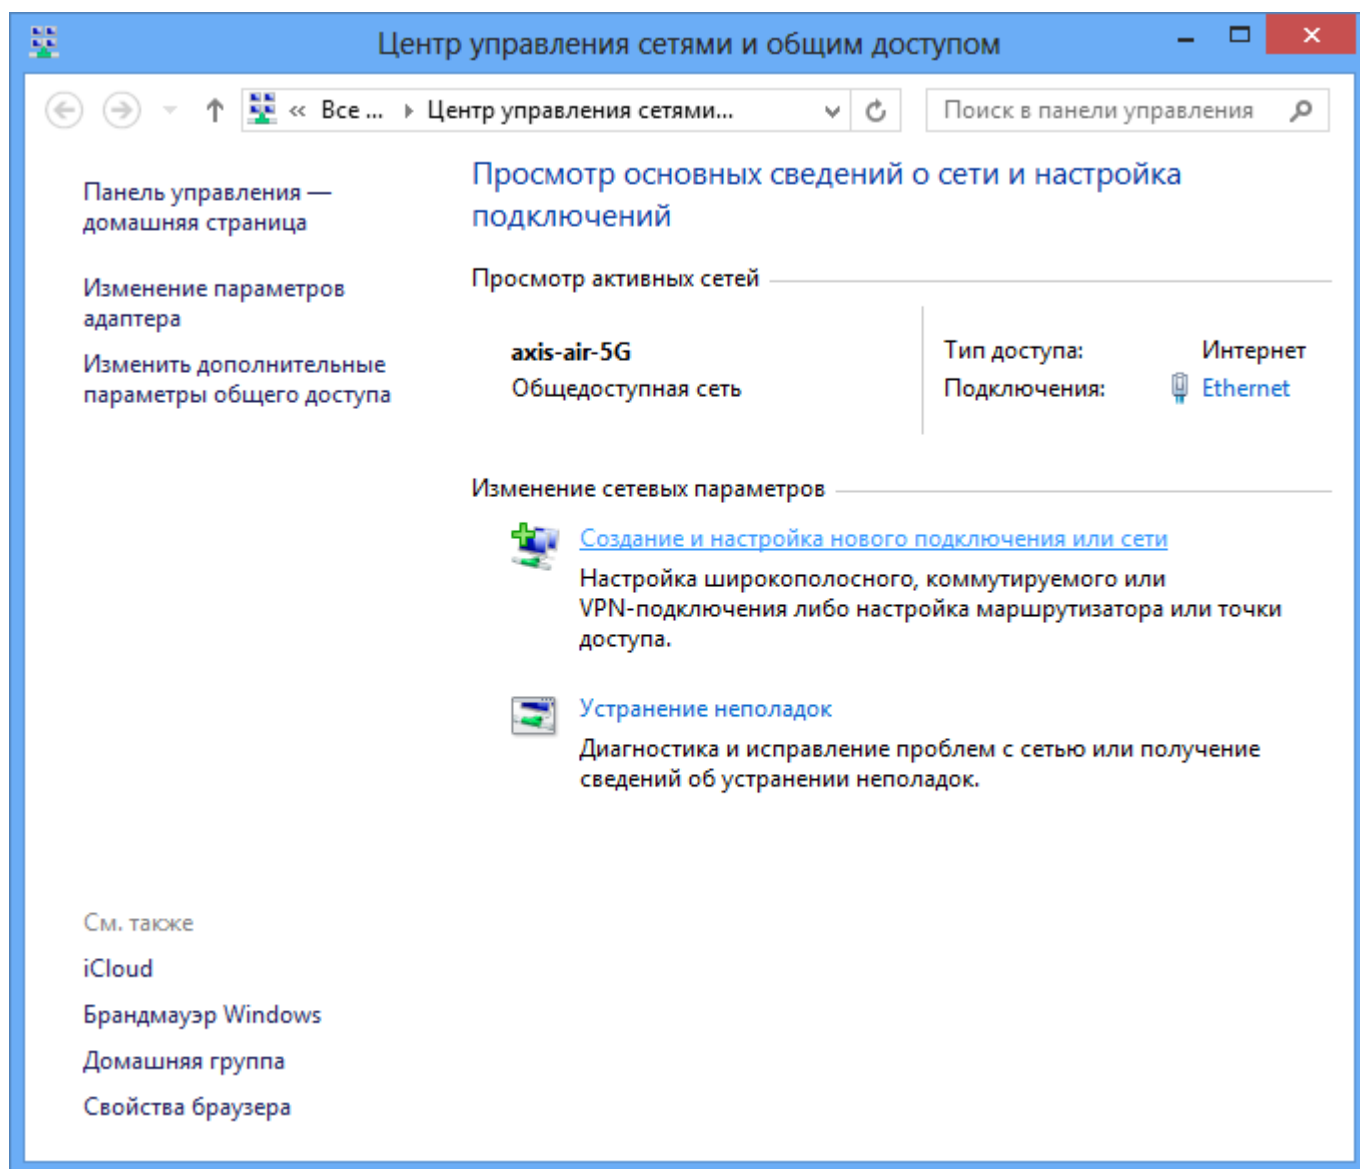 Центр управления сетями и общим доступом
« Все ... Центр управления сетями...
Поиск в панели управления
Панель управления —
домашняя страница
Изменение параметров
адаптера
Изменить дополнительные
параметры общего доступа
Просмотр основных сведений о сети и настройка
подключений
Просмотр активных сетей
axis-air-5G
Общедоступная сеть
Тип доступа: Интернет
Подключения: Ethernet
Изменение сетевых параметров
Создание и настройка нового подключения или сети
Настройка широкополосного, коммутируемого или
VPN-подключения либо настройка маршрутизатора или точки
доступа.
Устранение неполадок
Диагностика и исправление проблем с сетью или получение
сведений об устранении неполадок.
См. также
iCloud
Брандмауэр Windows
Домашняя группа
Свойства браузера